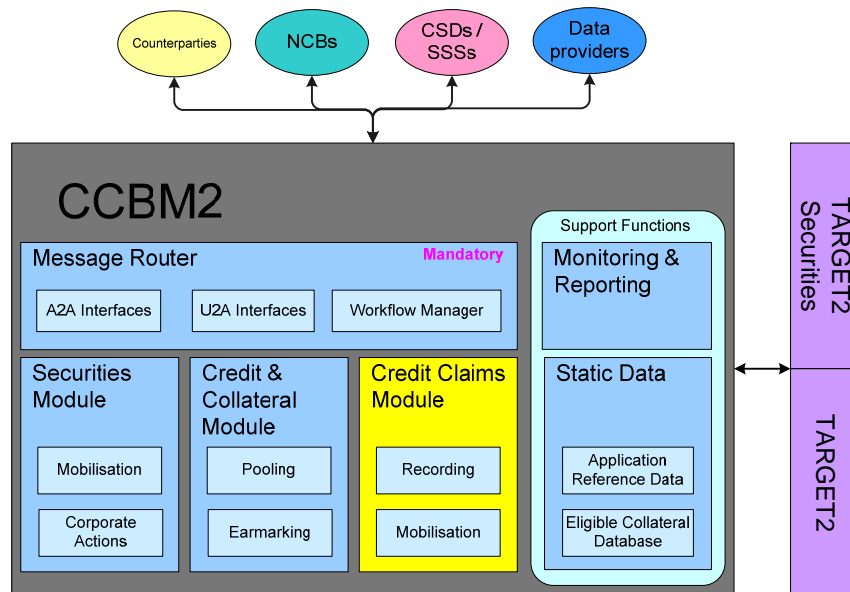 Counterparties
NCBs
CSDs /
SSSs
Data
providers
CCBM2
Message Router
Mandatory
A2A Interfaces
U2A Interfaces
Workflow Manager
Securities
Module
Mobilisation
Corporate
Actions
Credit &
Collateral
Module
Pooling
Earmarking
Credit Claims
Module
Recording
Mobilisation
Support Functions
Monitoring &
Reporting
Static Data
Application
Reference Data
Eligible Collateral
Database
TARGET2
Securities
TARGET2